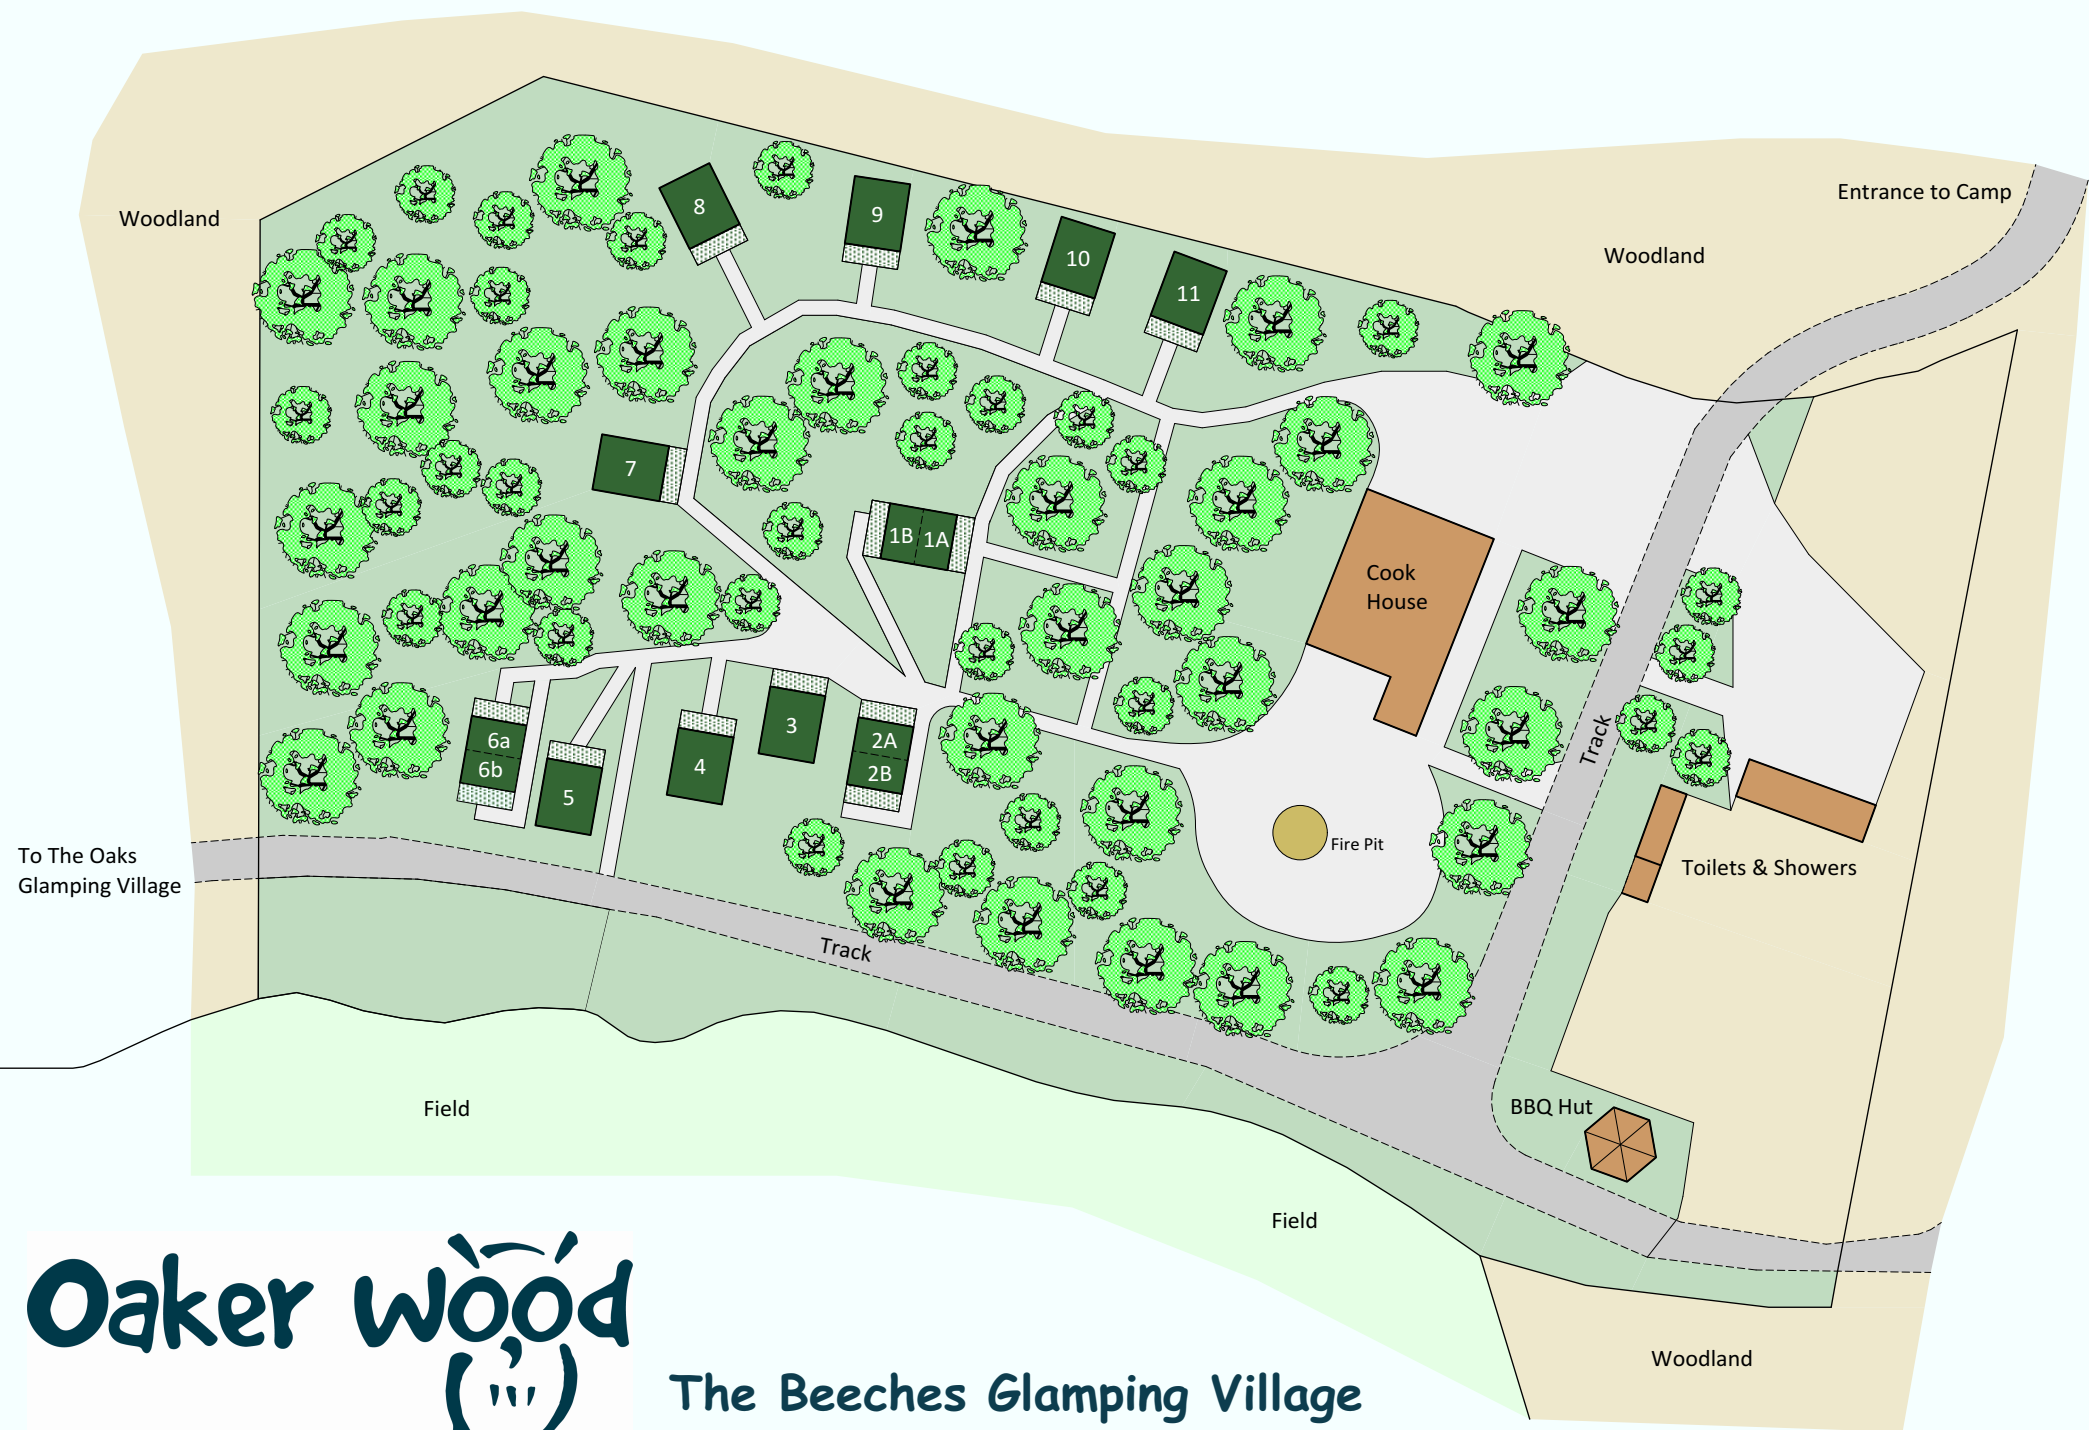 Entrance to Camp
Woodland
Woodland
8
9
10
11
7
1B
1A
Cook
House
6a
6b
5
4
3
2A
2B
Track
Fire Pit
To The Oaks
Glamping Village
Toilets & Showers
Track
BBQ Hut
Field
Field
Woodland
Oaker Wood
The Beeches Glamping Village